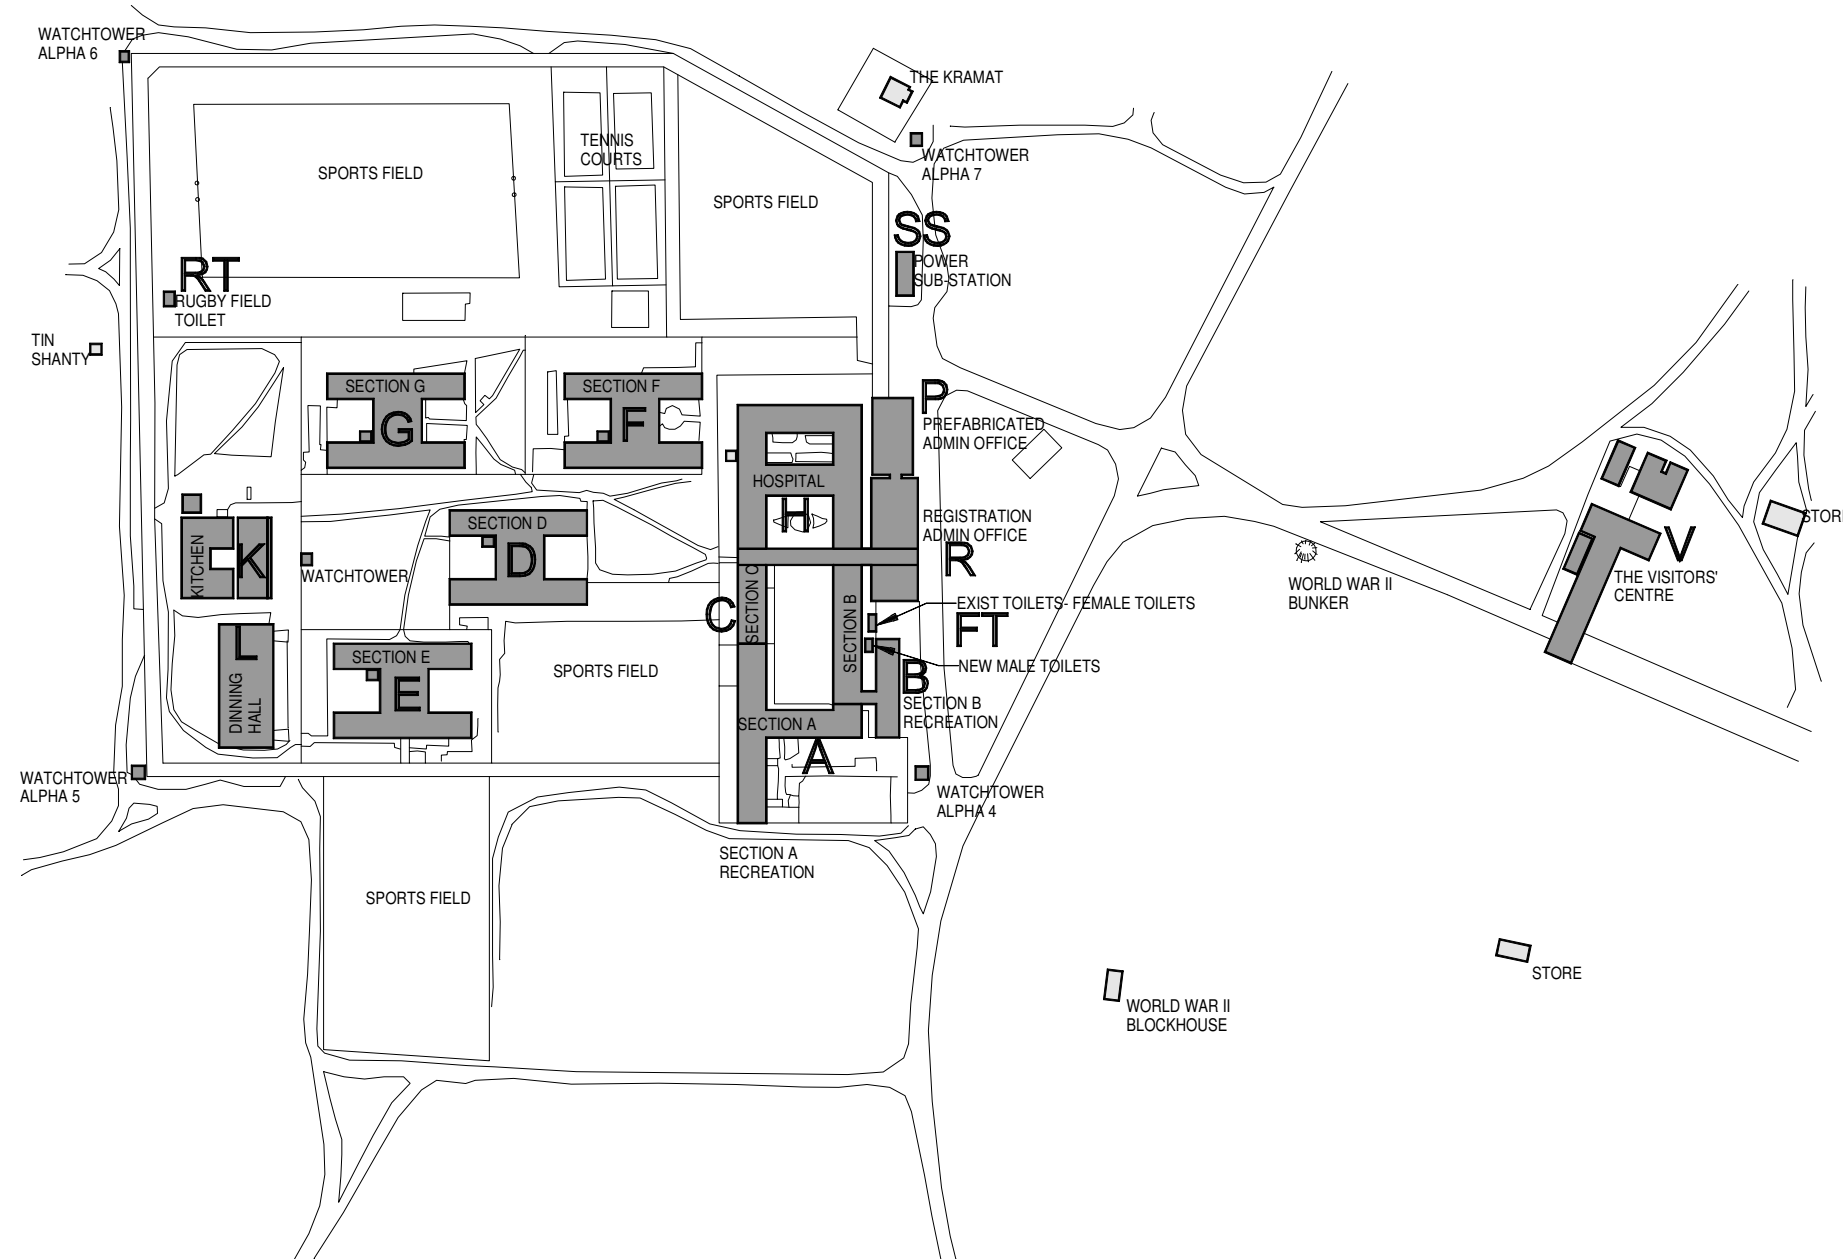 WATCHTOWER
ALPHA 6
THE KRAMAT
SPORTS FIELD
TENNIS
COURTS
WATCHTOWER
ALPHA 7
SPORTS FIELD
SS
POWER
SUB-STATION
RT
RUGBY FIELD
TOILET
TIN
SHANTY
SECTION G
G
SECTION F
F
P
PREFABRICATED
ADMIN OFFICE
HOSPITAL
H
REGISTRATION
ADMIN OFFICE
R
KITCHEN
K
WATCHTOWER
SECTION D
D
SECTION C
C
SECTION B
EXIST TOILETS- FEMALE TOILETS
FT
NEW MALE TOILETS
B
SECTION B
RECREATION
L
DINNING
HALL
SECTION E
E
SPORTS FIELD
SECTION A
A
WATCHTOWER
ALPHA 5
WATCHTOWER
ALPHA 4
SECTION A
RECREATION
SPORTS FIELD
WORLD WAR II
BUNKER
V
THE VISITORS'
CENTRE
STORE
STORE
WORLD WAR II
BLOCKHOUSE